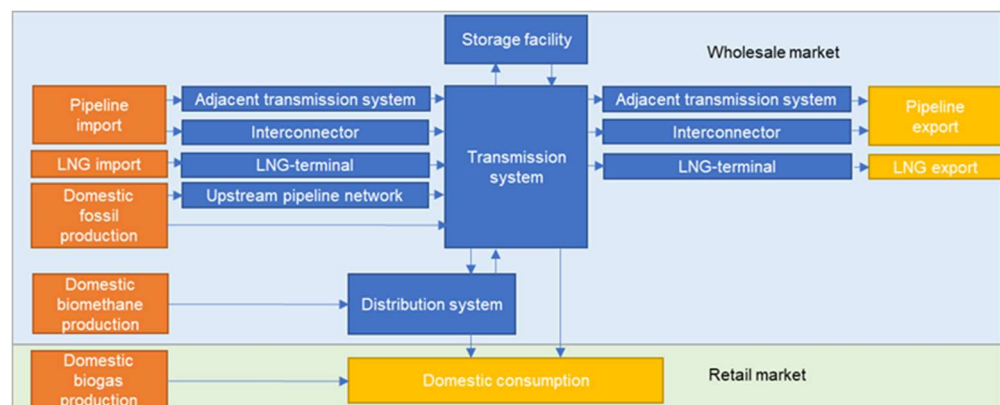 Storage facility
Wholesale market
Pipeline
import
Adjacent transmission system
Interconnector
LNG import
LNG-terminal
Domestic
fossil
production
Upstream pipeline network
Transmission
system
Adjacent transmission system
Interconnector
LNG-terminal
Pipeline
export
LNG export
Domestic
biomethane
production
Distribution system
Domestic
biogas
production
Domestic consumption
Retail market